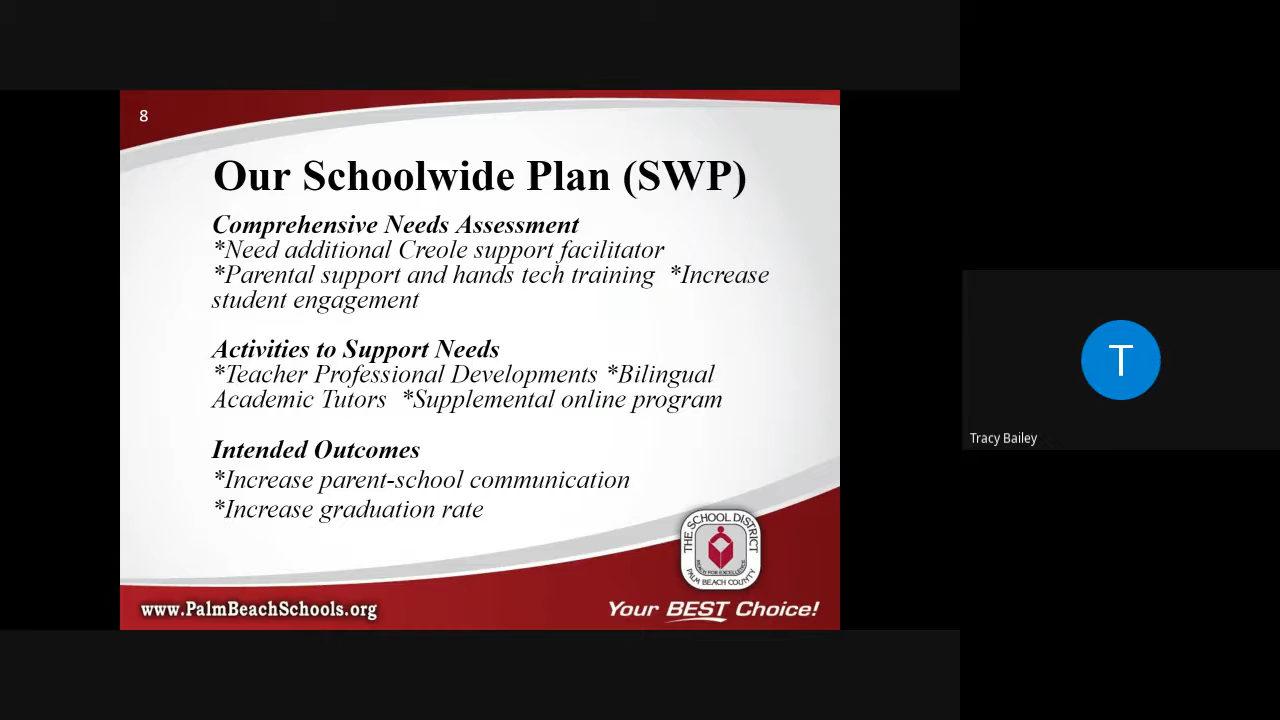 8
Our Schoolwide Plan (SWP)
Comprehensive Needs Assessment
*Need additional Creole support facilitator
*Parental support and hands tech training *Increase
student engagement
Activities to Support Needs
*Teacher Professional Developments *Bilingual
Academic Tutors *Supplemental online program
Intended Outcomes
*Increase parent-school communication
*Increase graduation rate
THE SCHOOL DISTRICT
PALM BEACH COUNTY
www.PalmBeachSchools.org
Your BEST Choice!
T
Tracy Bailey